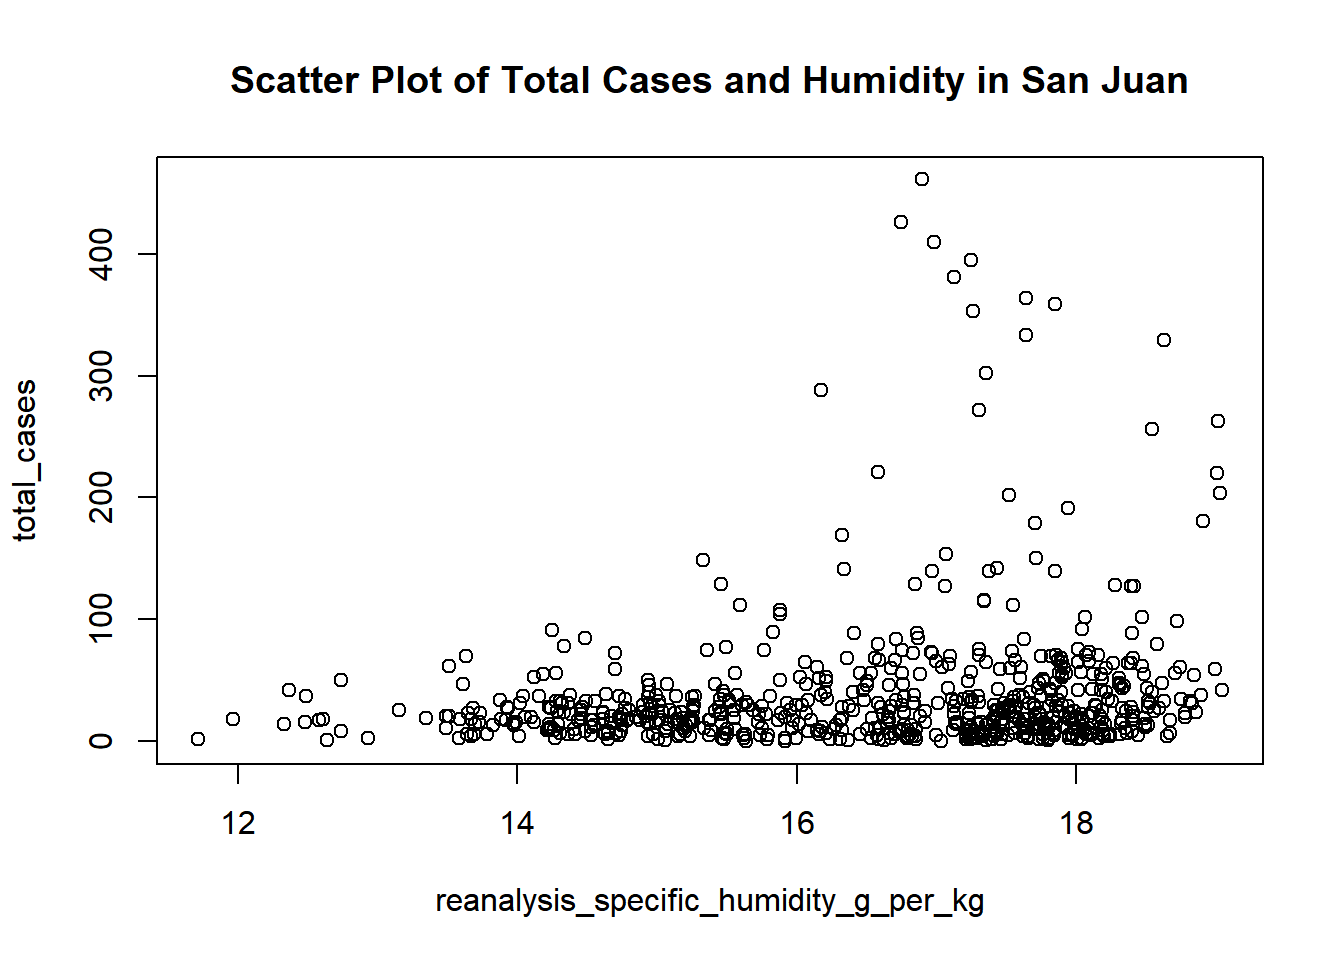 Scatter Plot of Total Cases and Humidity in San Juan
400
300
200
100
0
total_cases
12 14 16 18
reanalysis_specific_humidity_g_per_kg